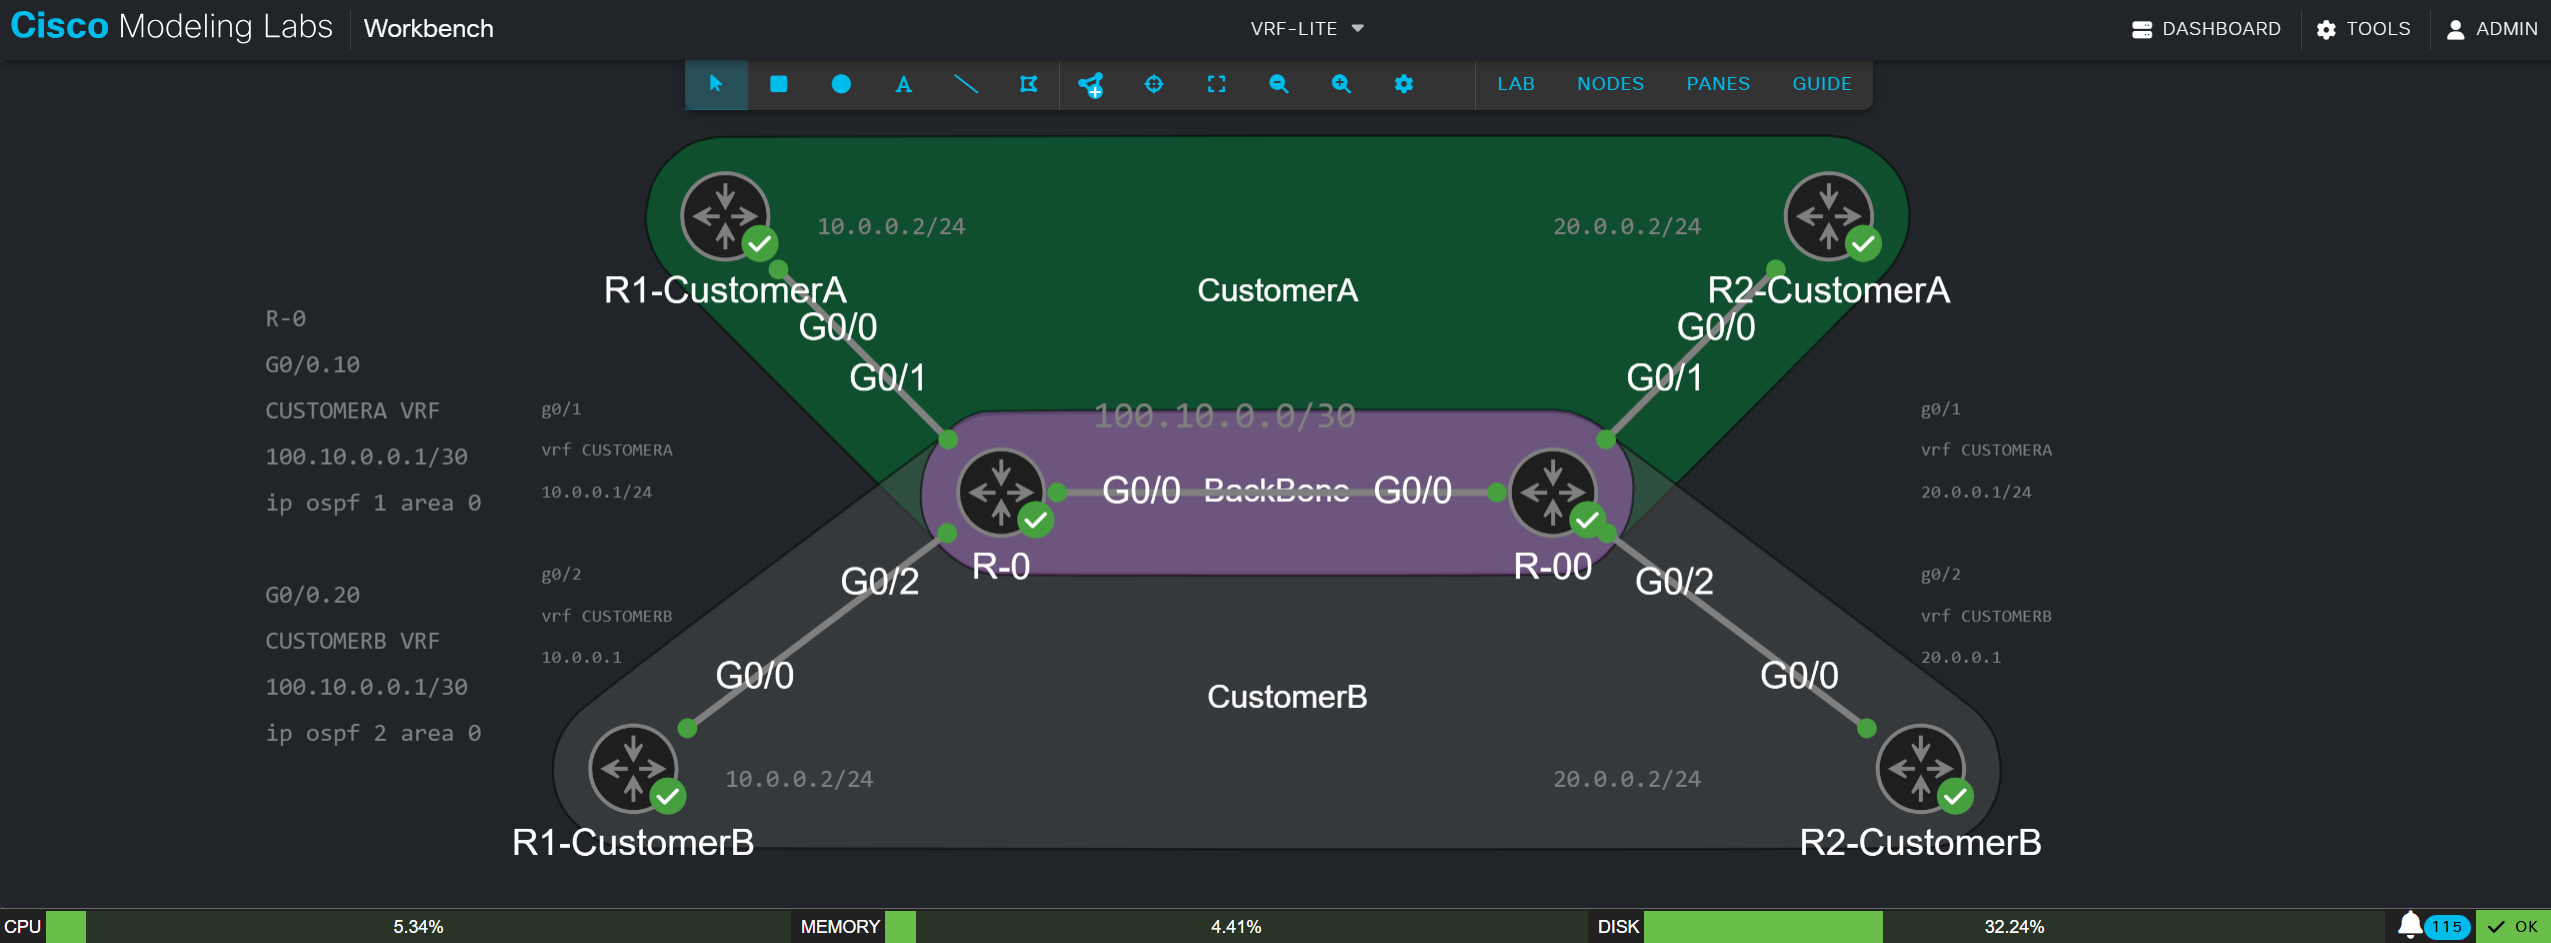 Cisco Modeling Labs Workbench
VRF-LITE
DASHBOARD
TOOLS
ADMIN
A
LAB
NODES
PANES
GUIDE
10.0.0.2/24
20.0.0.2/24
R1-CustomerA
CustomerA
R2-CustomerA
G0/0
G0/0
G0/1
G0/1
R-0
G0/0.10
CUSTOMERA VRF
100.10.0.0.1/30
ip ospf 1 area 0
g0/1
vrf CUSTOMERA
10.0.0.1/24
100.10.0.0/30
g0/1
vrf CUSTOMERA
20.0.0.1/24
G0/0
BackBone
G0/0
R-0
R-00
G0/2
G0/2
G0/0.20
CUSTOMERB VRF
100.10.0.0.1/30
ip ospf 2 area 0
g0/2
vrf CUSTOMERB
10.0.0.1
g0/2
vrf CUSTOMERB
20.0.0.1
G0/0
G0/0
CustomerB
10.0.0.2/24
20.0.0.2/24
R1-CustomerB
R2-CustomerB
CPU
5.34%
MEMORY
4.41%
DISK
32.24%
115
OK